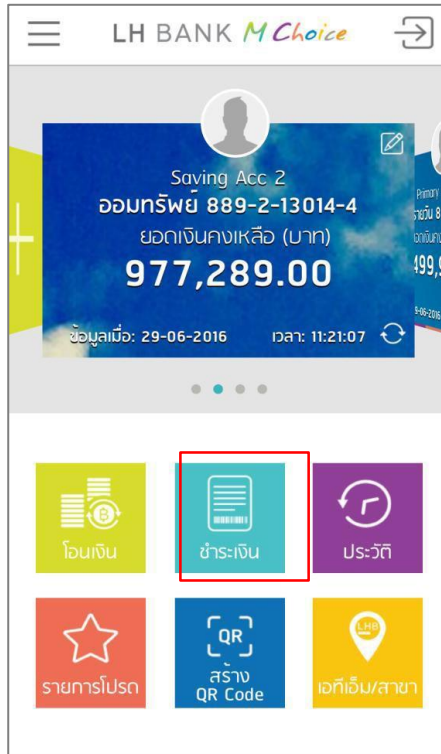 LH BANK M Choice
Saving Acc 2
ออมทรัพย์ 889-2-13014-4
ยอดเงินคงเหลือ (บาท)
977,289.00
ข้อมูลเมื่อ: 29-06-2016 เวลา: 11:21:07
Primary
โอนเงิน
ชำระเงิน
ประวัติ
รายการโปรด
QR
สร้าง
QR Code
LHB
เอทีเอ็ม/สาขา